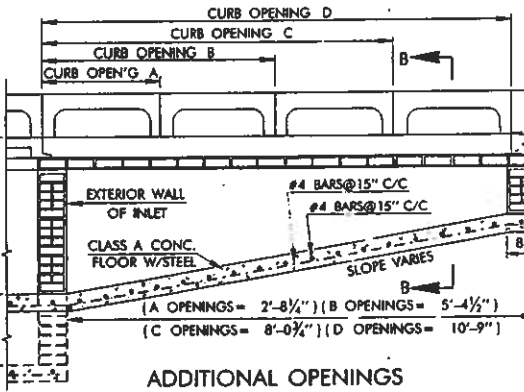 CURB OPENING D
CURB OPENING C
CURB OPENING B
CURB OPEN'G A
B
EXTERIOR WALL
OF INLET
#4 BARS@15" C/C
#4 BARS@15" C/C
CLASS A CONC.
FLOOR W/STEEL
SLOPE VARIES
8
B
(A OPENINGS= 2'-8¼") (B OPENINGS= 5'-4½")
(C OPENINGS= 8'-0¾") (D OPENINGS= 10'-9")
ADDITIONAL OPENINGS